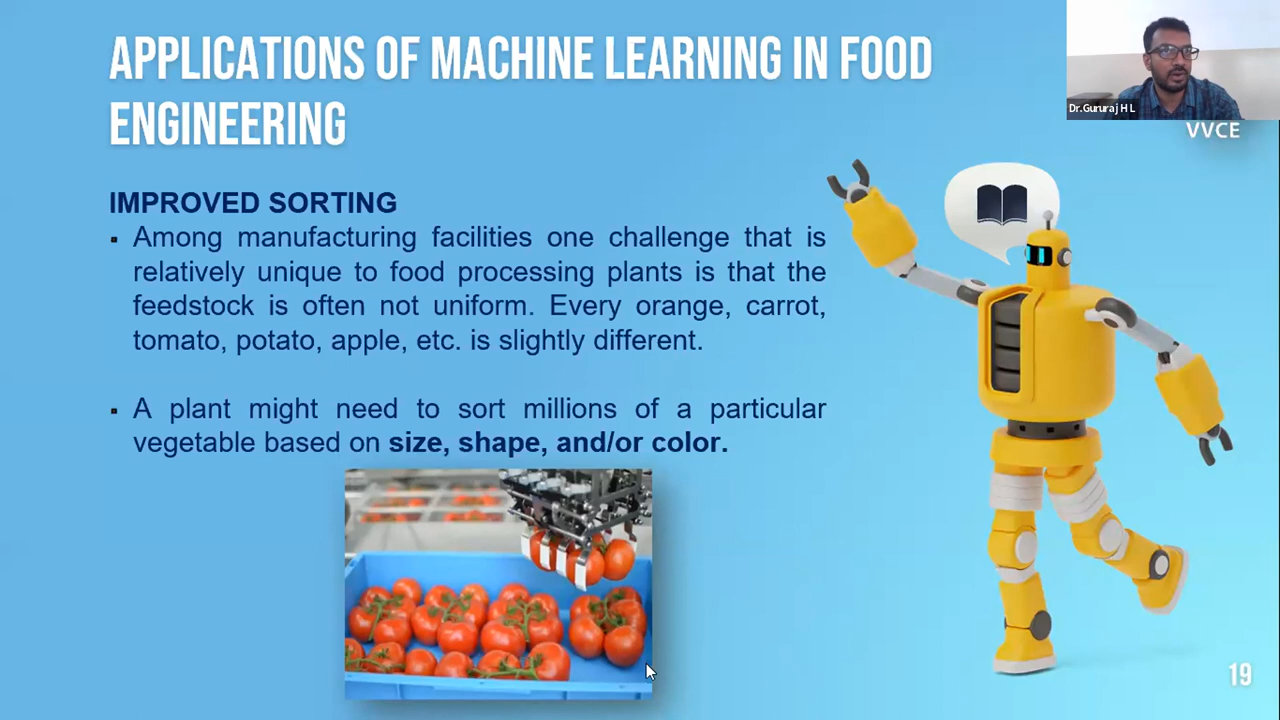 APPLICATIONS OF MACHINE LEARNING IN FOOD
ENGINEERING
Dr.Gururaj H L
VVCE
IMPROVED SORTING
▪ Among manufacturing facilities one challenge that is
relatively unique to food processing plants is that the
feedstock is often not uniform. Every orange, carrot,
tomato, potato, apple, etc. is slightly different.
▪ A plant might need to sort millions of a particular
vegetable based on size, shape, and/or color.
19